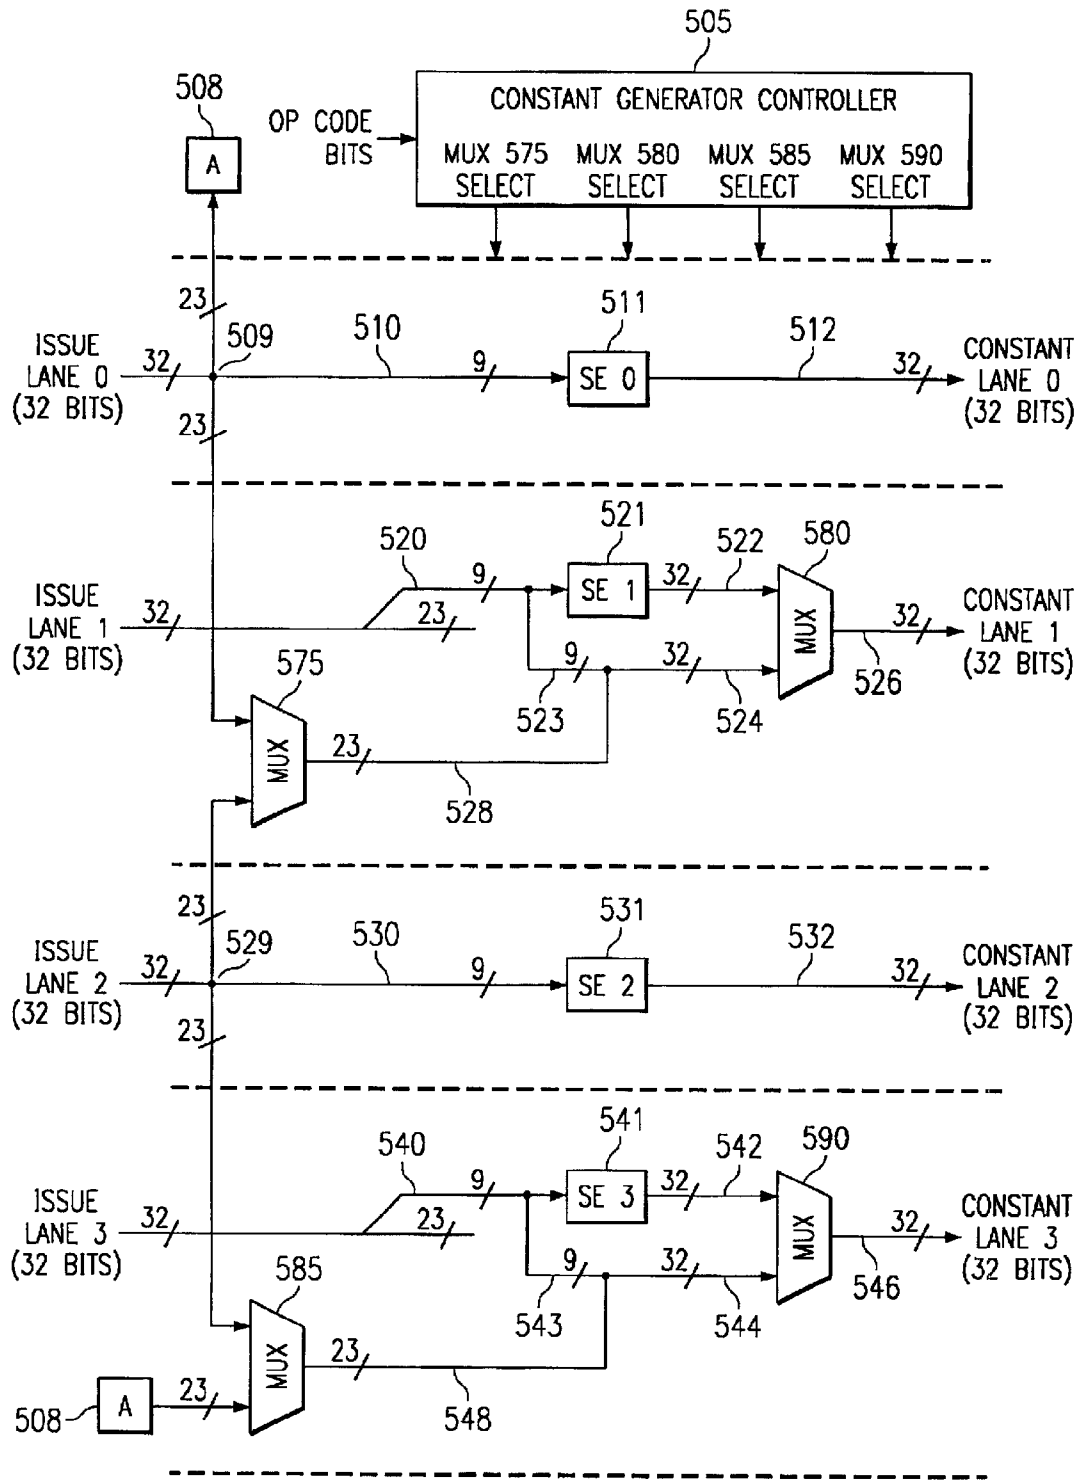 505
508
CONSTANT GENERATOR CONTROLLER
OP CODE
BITS
A
MUX 575
SELECT
MUX 580
SELECT
MUX 585
SELECT
MUX 590
SELECT
23
509
510
511
512
ISSUE
LANE 0
(32 BITS)
32
9
SE 0
32
CONSTANT
LANE 0
(32 BITS)
23
520
521
522
580
ISSUE
LANE 1
(32 BITS)
32
9
23
SE 1
32
MUX
32
CONSTANT
LANE 1
(32 BITS)
575
9
32
523
524
526
MUX
23
528
23
529
530
531
532
ISSUE
LANE 2
(32 BITS)
32
9
SE 2
32
CONSTANT
LANE 2
(32 BITS)
23
540
541
542
590
ISSUE
LANE 3
(32 BITS)
32
9
23
SE 3
32
MUX
32
CONSTANT
LANE 3
(32 BITS)
585
9
32
543
544
546
MUX
23
548
508
A
23